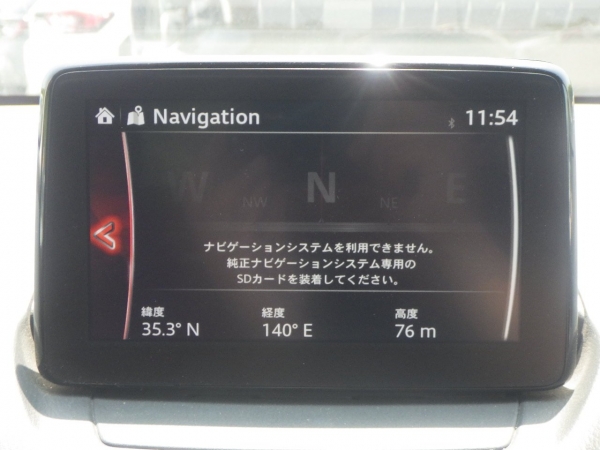 Navigation 11:54
W NW N NE E
ナビゲーションシステムを利用できません。
純正ナビゲーションシステム専用の
SDカードを装着してください。
緯度 経度 高度
35.3° N 140° E 76 m